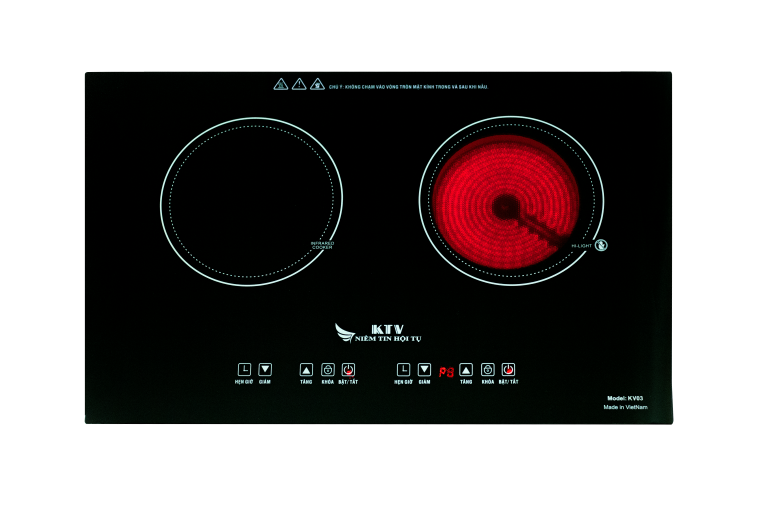 CHÚ Ý: KHÔNG CHẠM VÀO VÒNG TRÒN MẶT KÍNH TRONG VÀ SAU KHI NẤU.
INFRARED
COOKER
HI-LIGHT
KTV
NIỀM TIN HỘI TỤ
HẸN GIỜ GIẢM TĂNG KHÓA BẬT/ TẮT HẸN GIỜ GIẢM P8 TĂNG KHÓA BẬT/ TẮT
Model: KV03
Made in VietNam